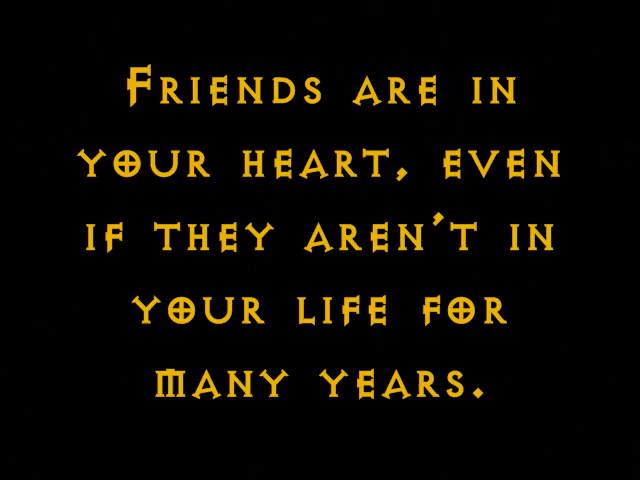 Friends are in
your heart, even
if they aren't in
your life for
many years.